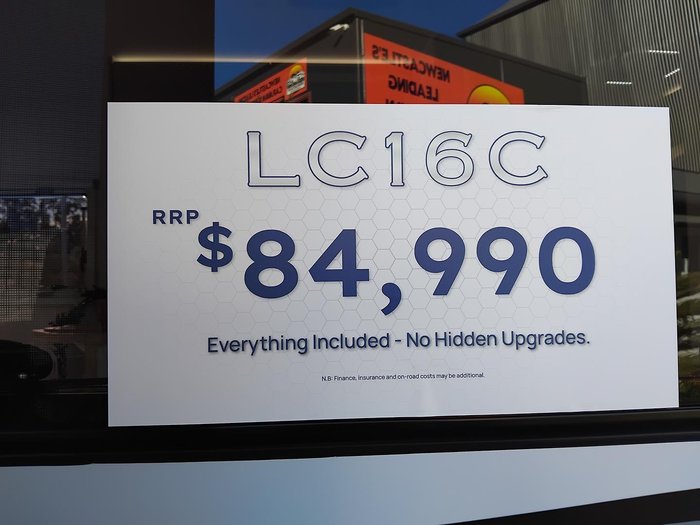 NEWCASTLE'S
LEADING
LC16C
RRP
$84,990
Everything Included - No Hidden Upgrades.
N.B: Finance, insurance and on-road costs may be additional.